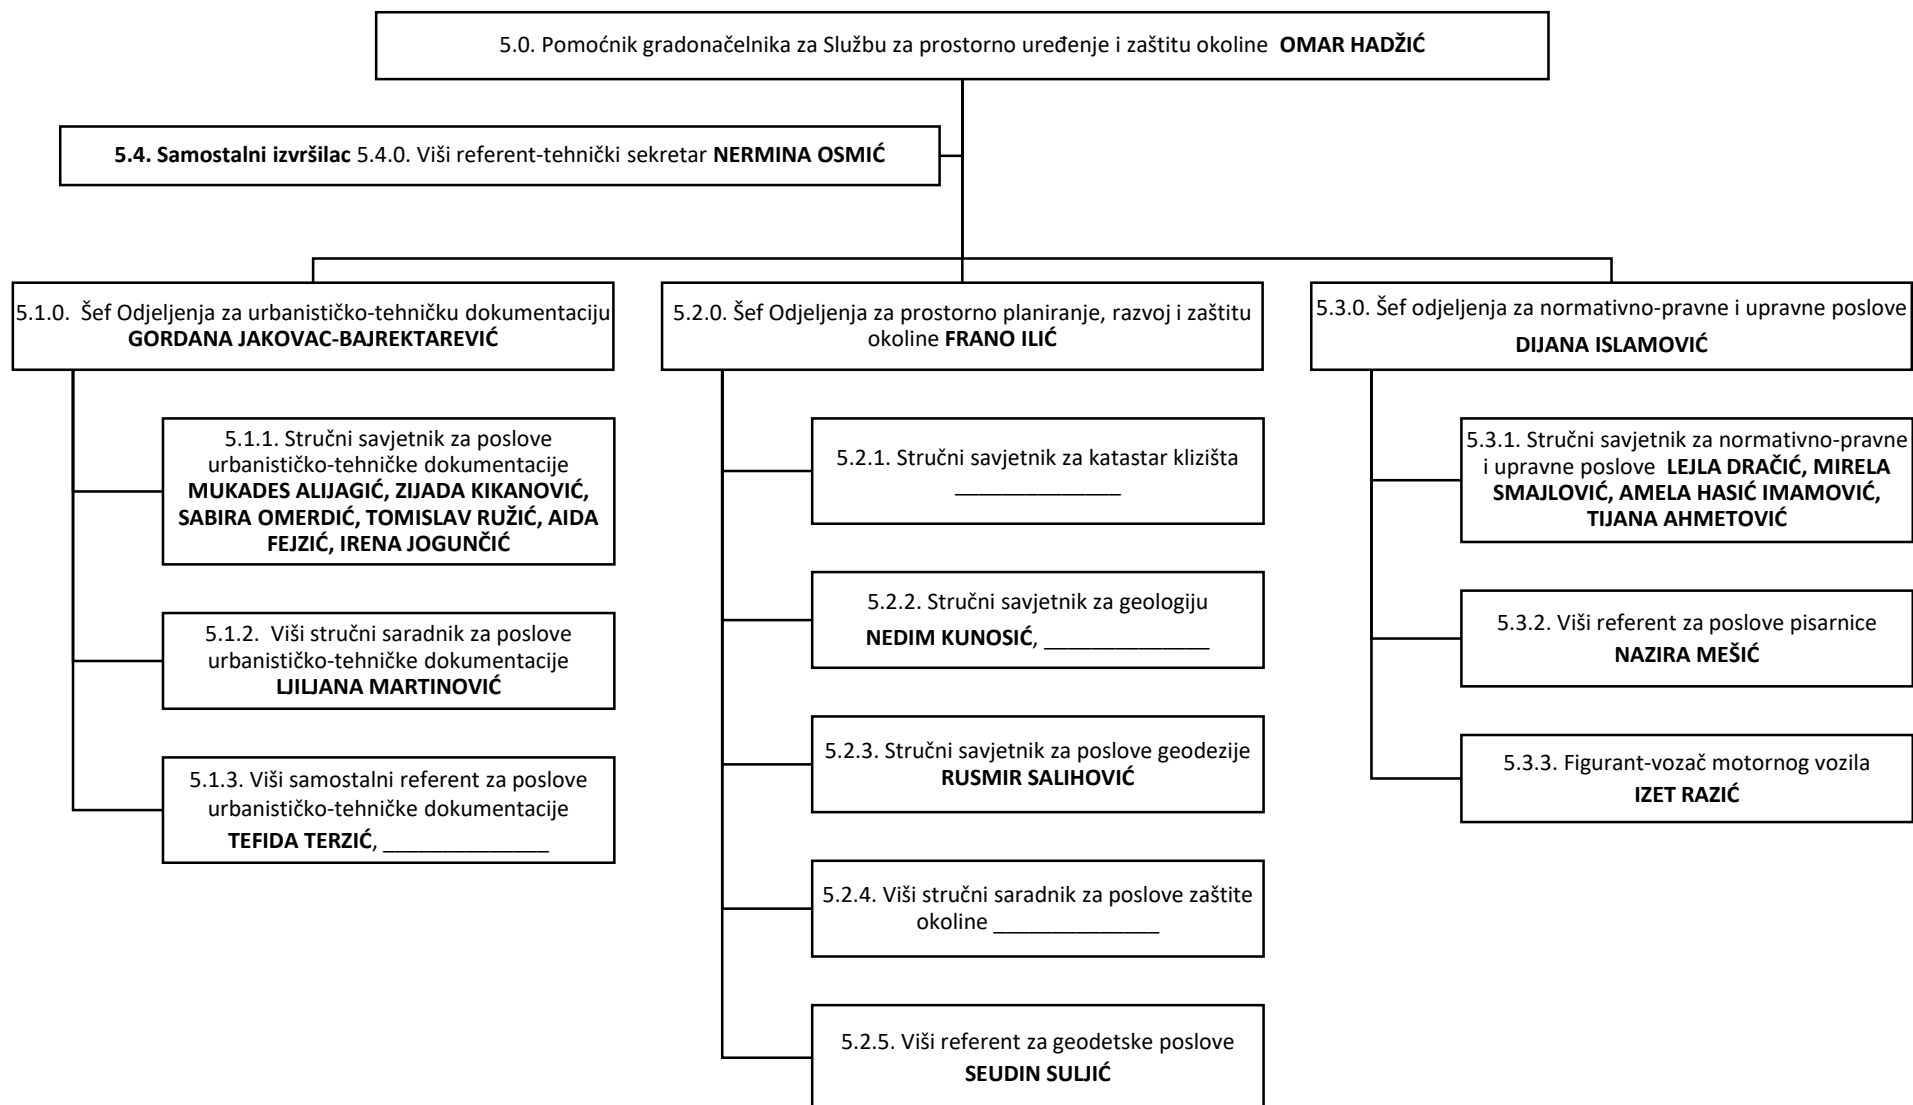 5.0. Pomoćnik gradonačelnika za Službu za prostorno uređenje i zaštitu okoline OMAR HADŽIĆ
5.4. Samostalni izvršilac 5.4.0. Viši referent-tehnički sekretar NERMINA OSMIĆ
5.1.0. Šef Odjeljenja za urbanističko-tehničku dokumentaciju
GORDANA JAKOVAC-BAJREKTAREVIĆ
5.1.1. Stručni savjetnik za poslove
urbanističko-tehničke dokumentacije
MUKADES ALIJAGIĆ, ZIJADA KIKANOVIĆ,
SABIRA OMERDIĆ, TOMISLAV RUŽIĆ, AIDA
FEJZIĆ, IRENA JOGUNČIĆ
5.1.2. Viši stručni saradnik za poslove
urbanističko-tehničke dokumentacije
LJILJANA MARTINOVIĆ
5.1.3. Viši samostalni referent za poslove
urbanističko-tehničke dokumentacije
TEFIDA TERZIĆ, ______________
5.2.0. Šef Odjeljenja za prostorno planiranje, razvoj i zaštitu
okoline FRANO ILIĆ
5.2.1. Stručni savjetnik za katastar klizišta
______________
5.2.2. Stručni savjetnik za geologiju
NEDIM KUNOSIĆ, ______________
5.2.3. Stručni savjetnik za poslove geodezije
RUSMIR SALIHOVIĆ
5.2.4. Viši stručni saradnik za poslove zaštite
okoline ______________
5.2.5. Viši referent za geodetske poslove
SEUDIN SULJIĆ
5.3.0. Šef odjeljenja za normativno-pravne i upravne poslove
DIJANA ISLAMOVIĆ
5.3.1. Stručni savjetnik za normativno-pravne
i upravne poslove LEJLA DRAČIĆ, MIRELA
SMAJLOVIĆ, AMELA HASIĆ IMAMOVIĆ,
TIJANA AHMETOVIĆ
5.3.2. Viši referent za poslove pisarnice
NAZIRA MEŠIĆ
5.3.3. Figurant-vozač motornog vozila
IZET RAZIĆ